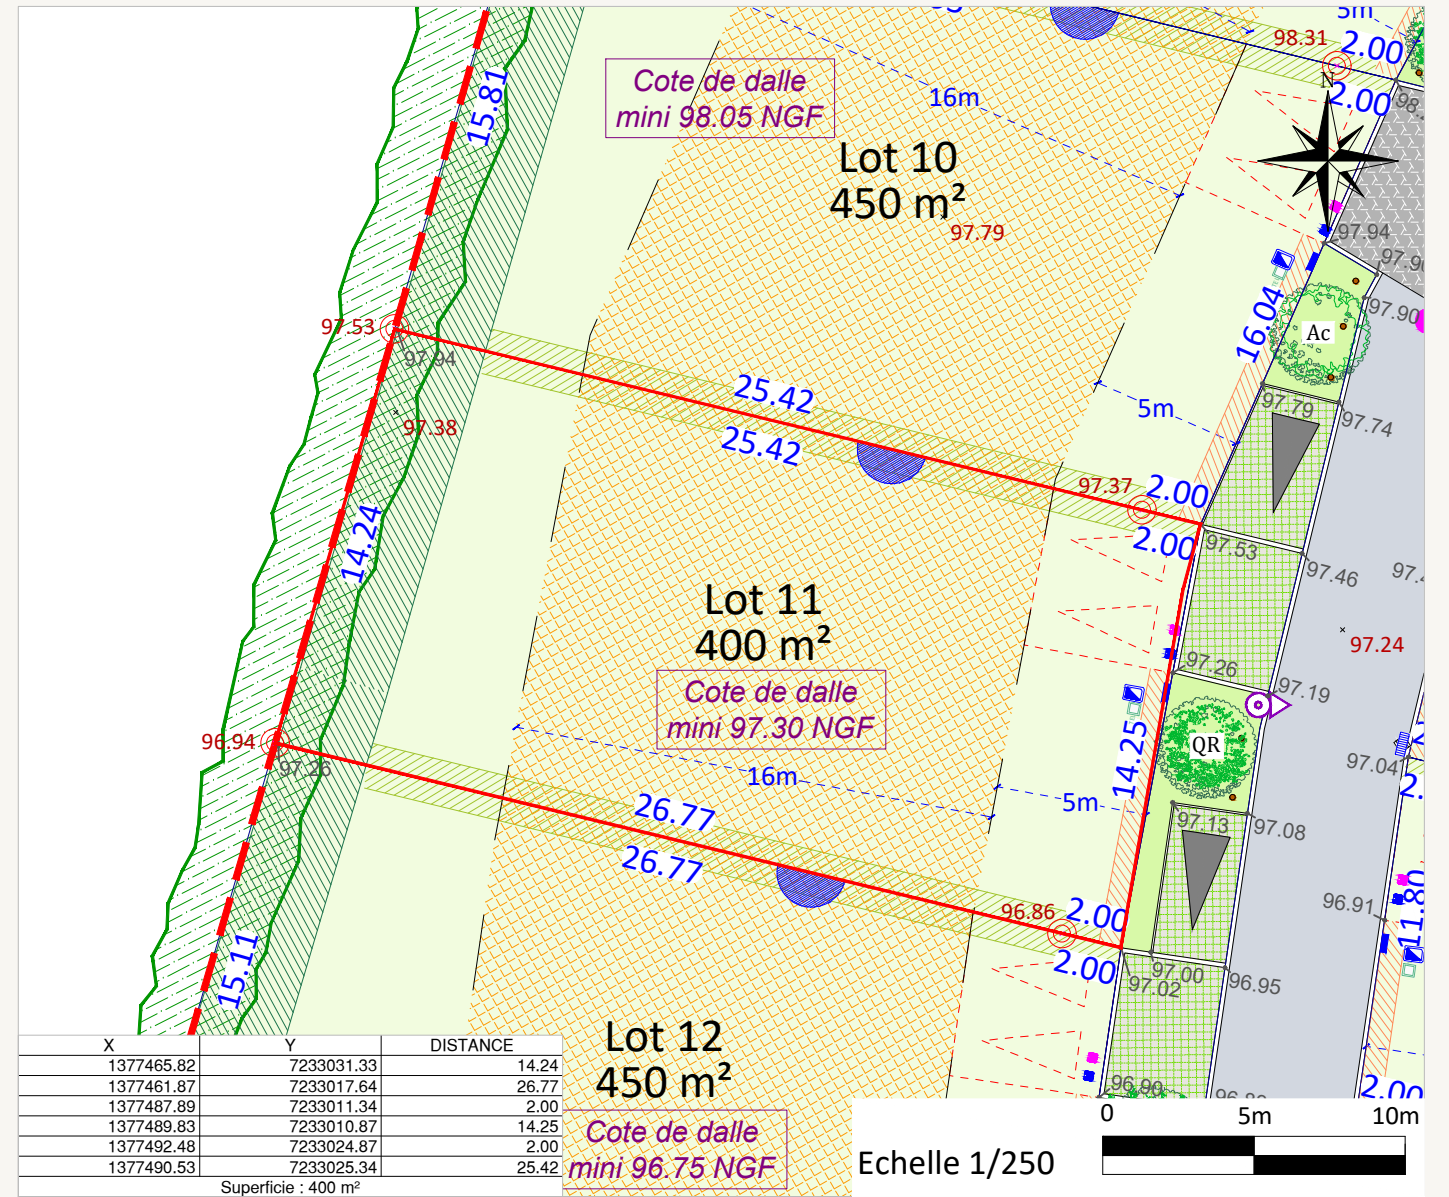 5m
98.31
2.00
N
2.00
15.81
Cote de dalle
mini 98.05 NGF
16m
Lot 10
450 m²
97.79
97.94
97.90
16.04
Ac
97.53
97.94
97.38
25.42
25.42
5m
97.79
97.74
97.37
2.00
2.00
97.53
97.46
14.24
Lot 11
400 m²
Cote de dalle
mini 97.30 NGF
97.24
97.26
97.19
96.94
97.26
16m
5m
14.25
QR
97.04
2.
26.77
26.77
97.13
97.08
96.86
2.00
2.00
96.91
11.80
97.00
97.02
96.95
15.11
Lot 12
450 m²
Cote de dalle
mini 96.75 NGF
96.90
2.00
X Y DISTANCE
1377465.82 7233031.33 14.24
1377461.87 7233017.64 26.77
1377487.89 7233011.34 2.00
1377489.83 7233010.87 14.25
1377492.48 7233024.87 2.00
1377490.53 7233025.34 25.42
Superficie : 400 m²
Echelle 1/250
0 5m 10m